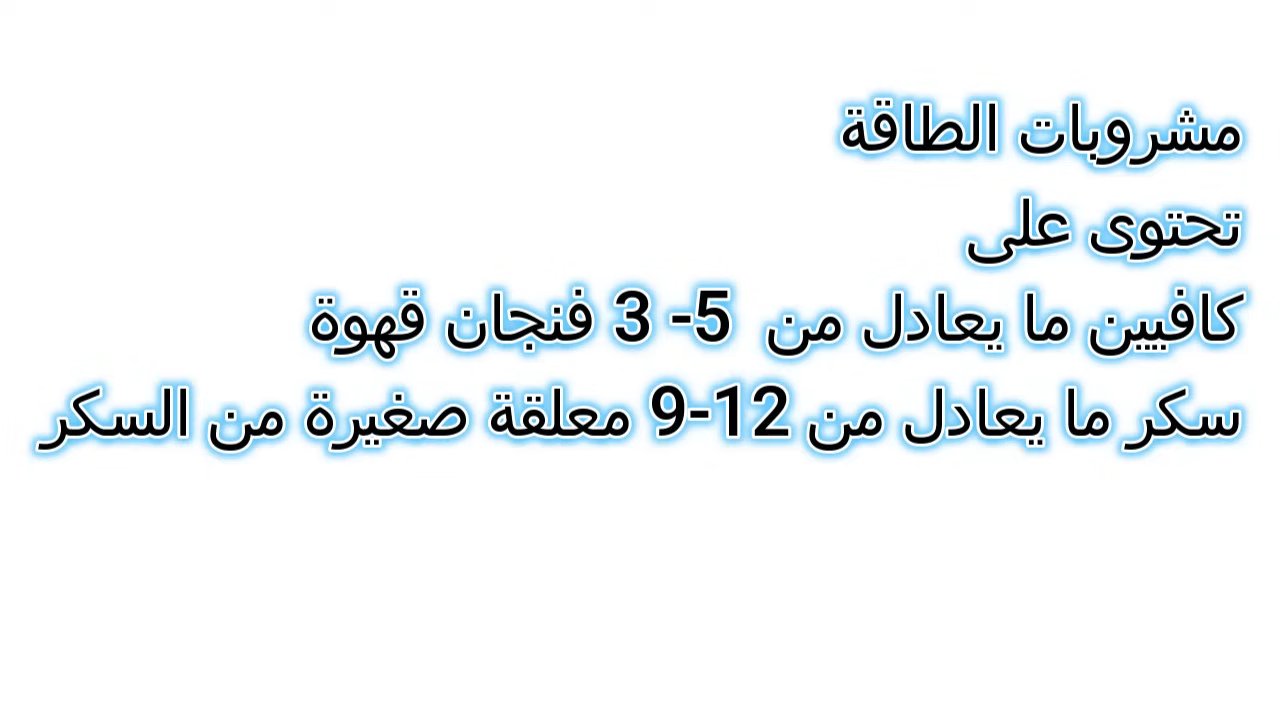 مشروبات الطاقة
تحتوى على
كافيين ما يعادل من 5- 3 فنجان قهوة
سكر ما يعادل من 12-9 معلقة صغيرة من السكر